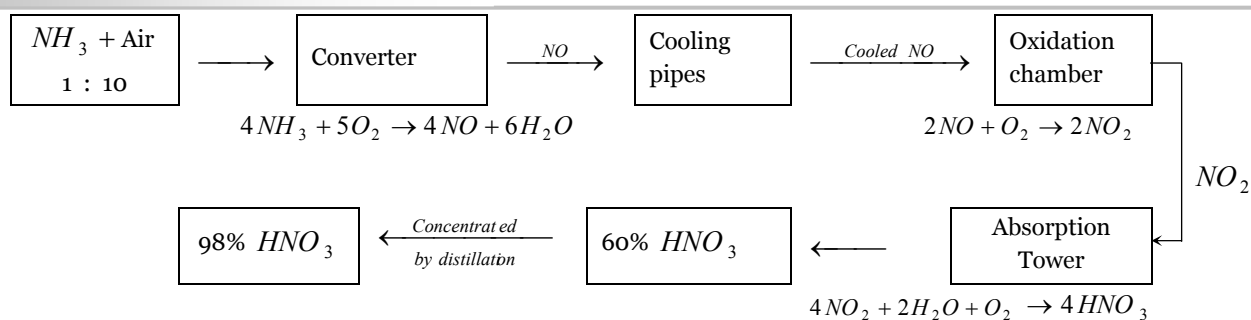 NH₃ + Air
1 : 10
Converter
NO
Cooling
pipes
Cooled NO
Oxidation
chamber
4NH₃ + 5O₂ → 4NO + 6H₂O
2NO + O₂ → 2NO₂
NO₂
98% HNO₃
Concentrated
by distillation
60% HNO₃
Absorption
Tower
4NO₂ + 2H₂O + O₂ → 4HNO₃